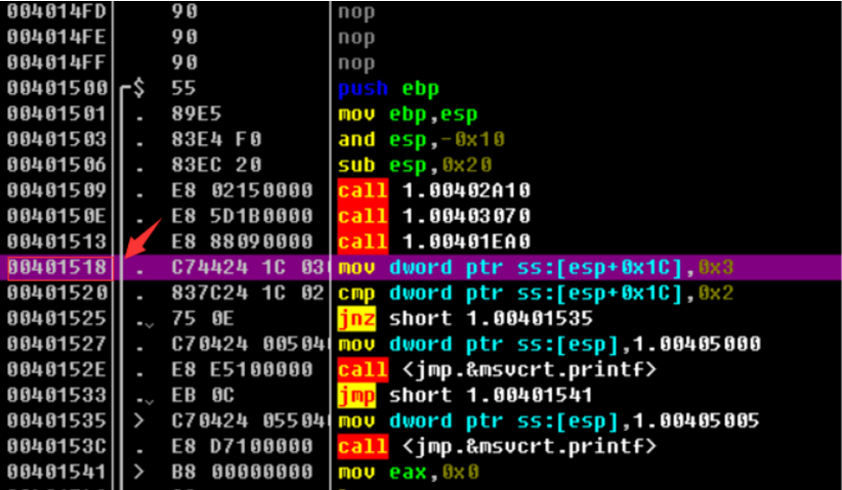 004014FD 90 nop
004014FE 90 nop
004014FF 90 nop
00401500 $ 55 push ebp
00401501 . 89E5 mov ebp,esp
00401503 . 83E4 F0 and esp,-0x10
00401506 . 83EC 20 sub esp,0x20
00401509 . E8 02150000 call 1.00402A10
0040150E . E8 5D1B0000 call 1.00403070
00401513 . E8 88090000 call 1.00401EA0
00401518 . C74424 1C 03 mov dword ptr ss:[esp+0x1C],0x3
00401520 . 837C24 1C 02 cmp dword ptr ss:[esp+0x1C],0x2
00401525 . 75 0E jnz short 1.00401535
00401527 . C70424 00504 mov dword ptr ss:[esp],1.00405000
0040152E . E8 E5100000 call <jmp.&msvcrt.printf>
00401533 . EB 0C jmp short 1.00401541
00401535 > C70424 05504 mov dword ptr ss:[esp],1.00405005
0040153C . E8 D7100000 call <jmp.&msvcrt.printf>
00401541 > B8 00000000 mov eax,0x0